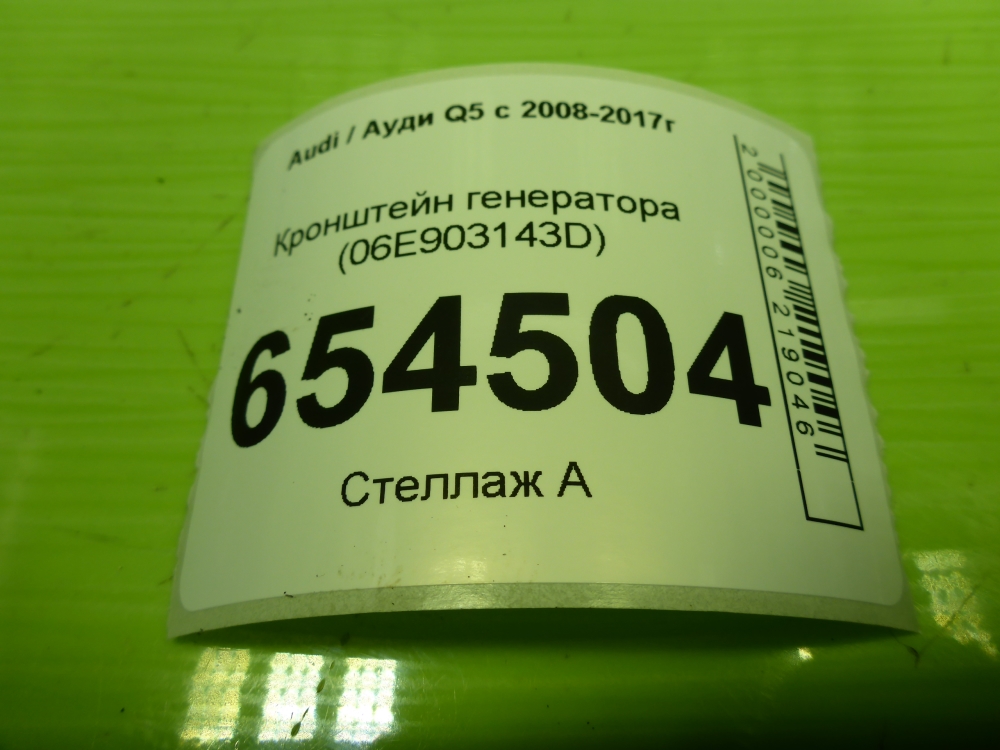 Audi / Ауди Q5 с 2008-2017г
Кронштейн генератора
(06E903143D)
654504
Стеллаж А
2000006219046